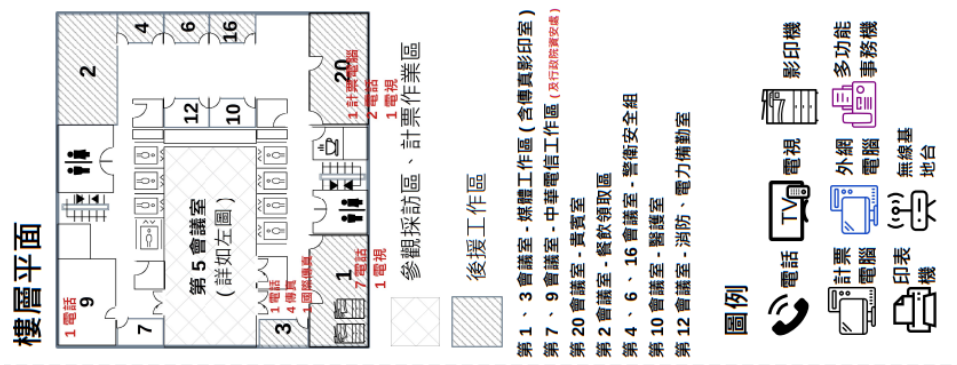 樓層平面
2
4
6
16
20
1 計票電腦
2 電話
1 電視
12
10
第 5 會議室
( 詳如左圖 )
9
1 電話
7
3
1 電話
4 傳真
1 國際傳真
1
7 電話
1 電視
參觀採訪區、計票作業區
後援工作區
第 1 、 3 會議室 - 媒體工作區 ( 含傳真影印室 )
第 7 、 9 會議室 - 中華電信工作區 ( 及行政院資安處 )
第 20 會議室 - 貴賓室
第 2 會議室 - 餐飲領取區
第 4 、 6 、 16 會議室 - 警衛安全組
第 10 會議室 - 醫護室
第 12 會議室 - 消防、電力備勤室
圖例
電話
TV
電視
影印機
計票
電腦
外網
電腦
多功能
事務機
印表
機
無線基
地台